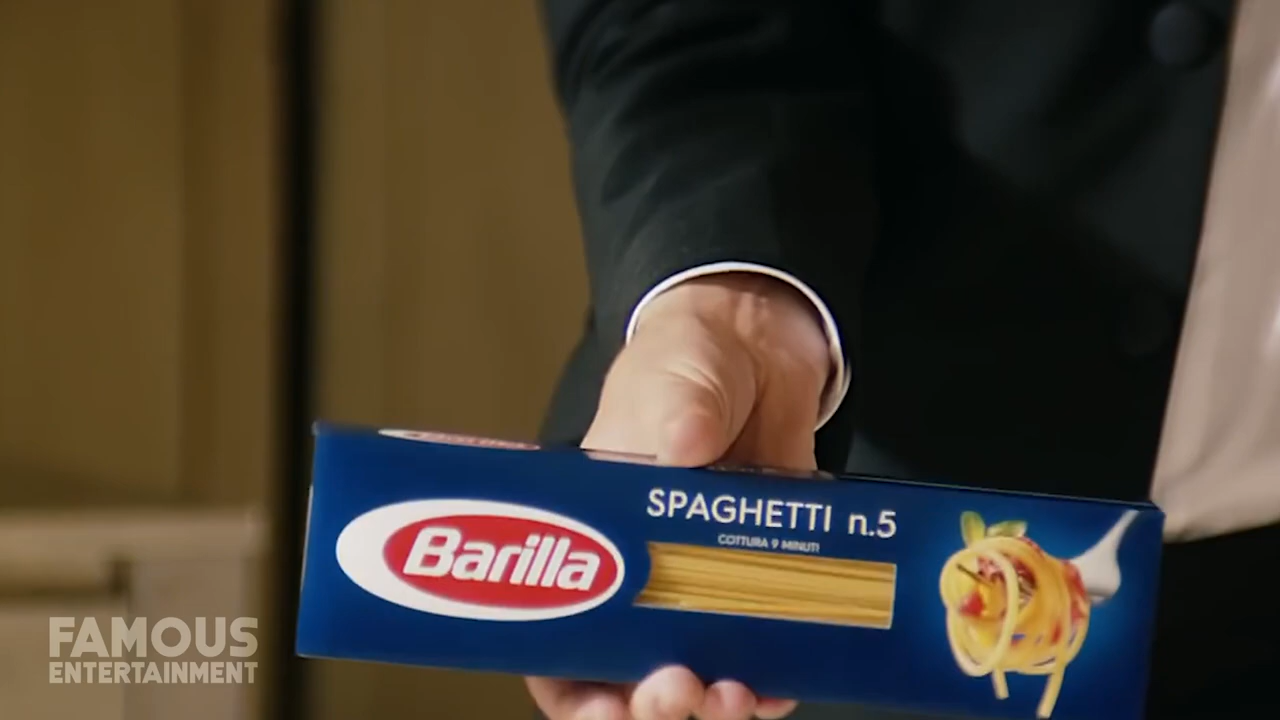 SPAGHETTI n.5
COTTURA 9 MINUTI
Barilla
FAMOUS
ENTERTAINMENT